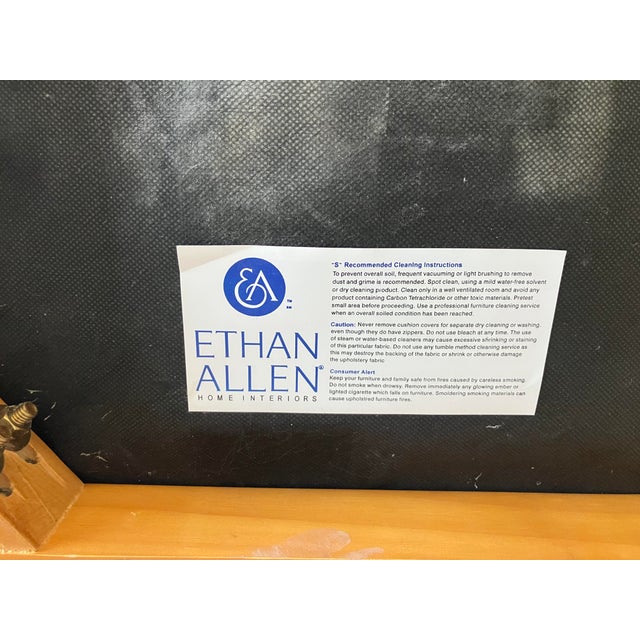 EA
TM
SM
ETHAN
ALLEN®
HOME INTERIORS
"S" Recommended Cleaning Instructions
To prevent overall soil, frequent vacuuming or light brushing to remove
dust and grime is recommended. Spot clean, using a mild water-free solvent
or dry cleaning product. Clean only in a well ventilated room and avoid any
product containing Carbon Tetrachloride or other toxic materials. Pretest
small area before proceeding. Use a professional furniture cleaning service
when an overall soiled condition has been reached.
Caution: Never remove cushion covers for separate dry cleaning or washing,
even though they do have zippers. Do not use bleach at any time. The use
of steam or water-based cleaners may cause excessive shrinking or staining
of this particular fabric. Do not use any tumble method cleaning service as
this may destroy the backing of the fabric or shrink or otherwise damage
the upholstery fabric
Consumer Alert
Keep your furniture and family safe from fires caused by careless smoking.
Do not smoke when drowsy. Remove immediately any glowing ember or
lighted cigarette which falls on furniture. Smoldering smoking materials can
cause upholstered furniture fires.